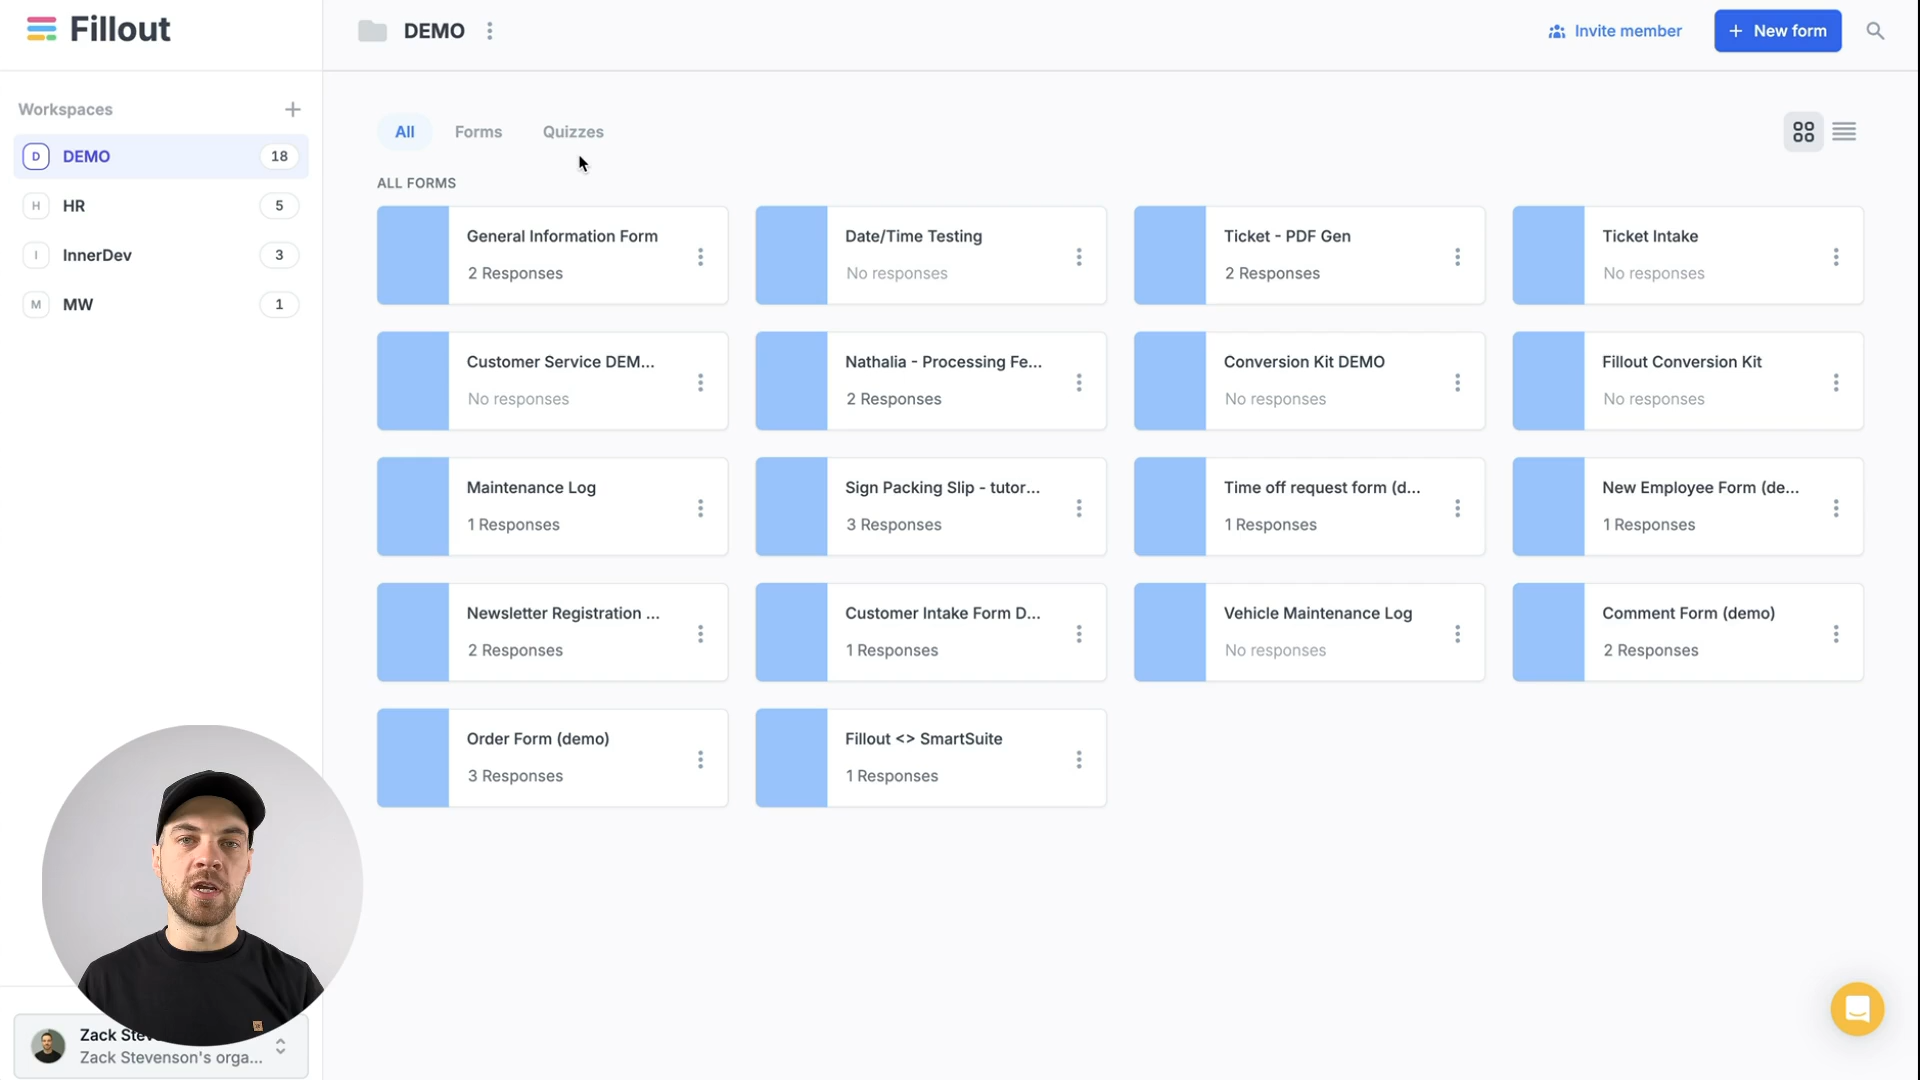 Fillout
DEMO
Invite member
+ New form
Workspaces
D DEMO 18
H HR 5
I InnerDev 3
M MW 1
All Forms Quizzes
ALL FORMS
General Information Form
2 Responses
Date/Time Testing
No responses
Ticket - PDF Gen
2 Responses
Ticket Intake
No responses
Customer Service DEM...
No responses
Nathalia - Processing Fe...
2 Responses
Conversion Kit DEMO
No responses
Fillout Conversion Kit
No responses
Maintenance Log
1 Responses
Sign Packing Slip - tutor...
3 Responses
Time off request form (d...
1 Responses
New Employee Form (de...
1 Responses
Newsletter Registration ...
2 Responses
Customer Intake Form D...
1 Responses
Vehicle Maintenance Log
No responses
Comment Form (demo)
2 Responses
Order Form (demo)
3 Responses
Fillout <> SmartSuite
1 Responses
Zack
Zack Stevenson's orga...